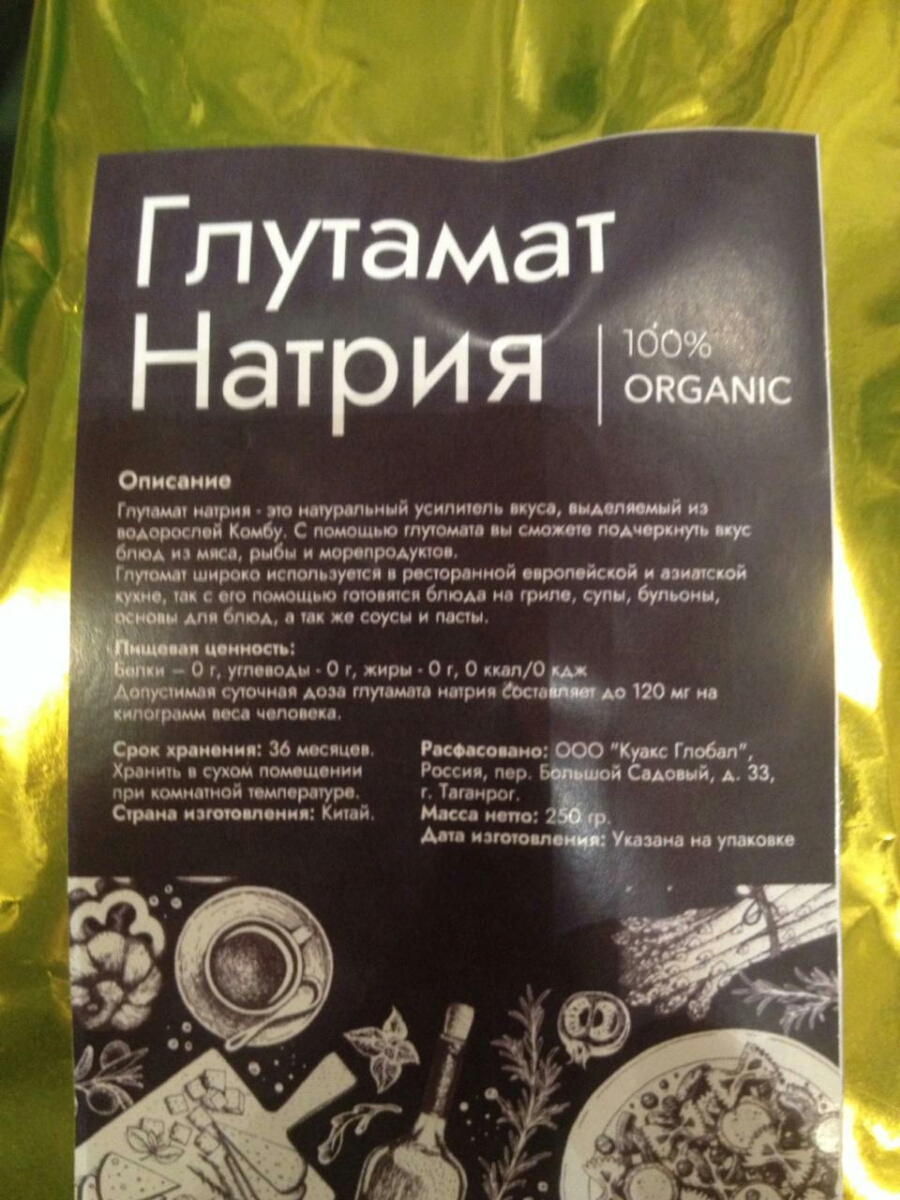 Глутамат
Натрия
100%
ORGANIC
Описание
Глутамат натрия - это натуральный усилитель вкуса, выделяемый из
водорослей Комбу. С помощью глутомата вы сможете подчеркнуть вкус
блюд из мяса, рыбы и морепродуктов.
Глутомат широко используется в ресторанной европейской и азиатской
кухне, так с его помощью готовятся блюда на гриле, супы, бульоны,
основы для блюд, а так же соусы и пасты.
Пищевая ценность:
Белки – 0 г, углеводы - 0 г, жиры - 0 г, 0 ккал/0 кдж
Допустимая суточная доза глутамата натрия составляет до 120 мг на
килограмм веса человека.
Срок хранения: 36 месяцев.
Хранить в сухом помещении
при комнатной температуре.
Страна изготовления: Китай.
Расфасовано: ООО "Куакс Глобал",
Россия, пер. Большой Садовый, д. 33,
г. Таганрог.
Масса нетто: 250 гр.
Дата изготовления: Указана на упаковке